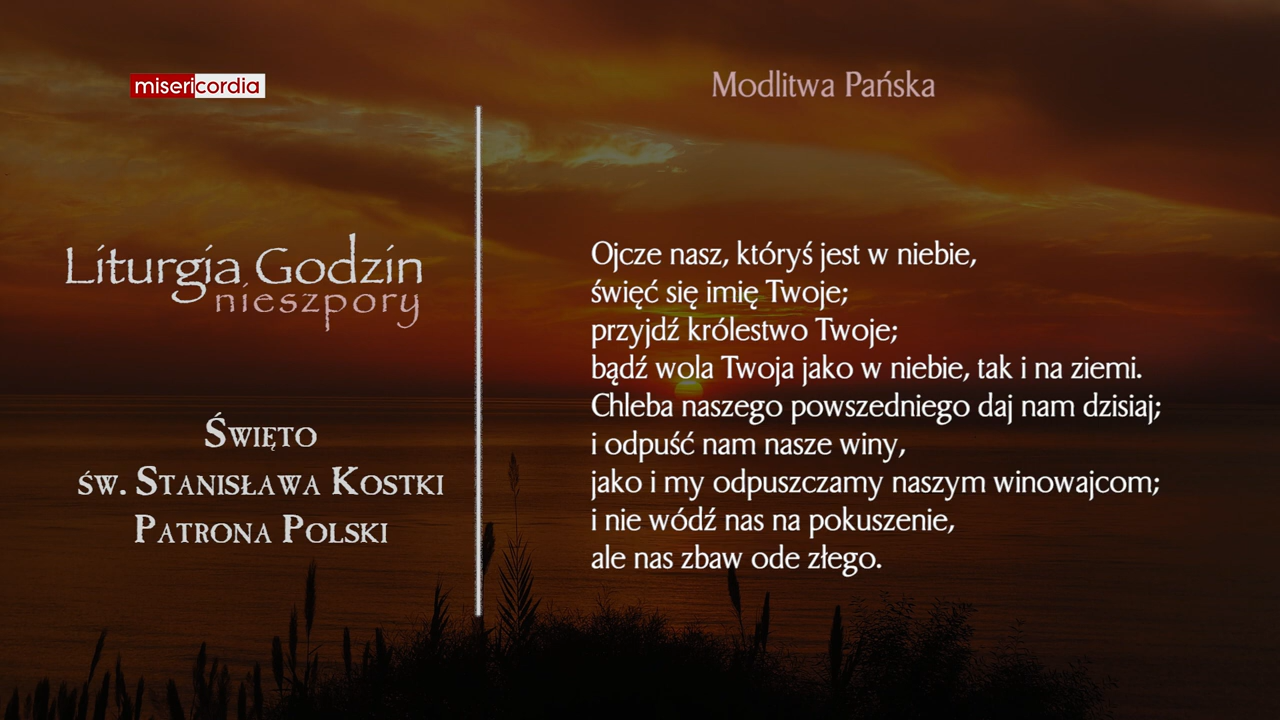 misericordia
Liturgia Godzin
nieszpory
Święto
św. Stanisława Kostki
Patrona Polski
Modlitwa Pańska
Ojcze nasz, któryś jest w niebie,
święć się imię Twoje;
przyjdź królestwo Twoje;
bądź wola Twoja jako w niebie, tak i na ziemi.
Chleba naszego powszedniego daj nam dzisiaj;
i odpuść nam nasze winy,
jako i my odpuszczamy naszym winowajcom;
i nie wódź nas na pokuszenie,
ale nas zbaw ode złego.